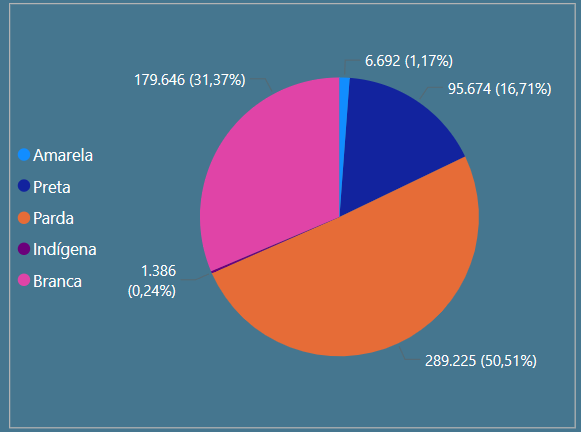 6.692 (1,17%)
179.646 (31,37%)
95.674 (16,71%)
Amarela
Preta
Parda
Indígena
Branca
1.386
(0,24%)
289.225 (50,51%)